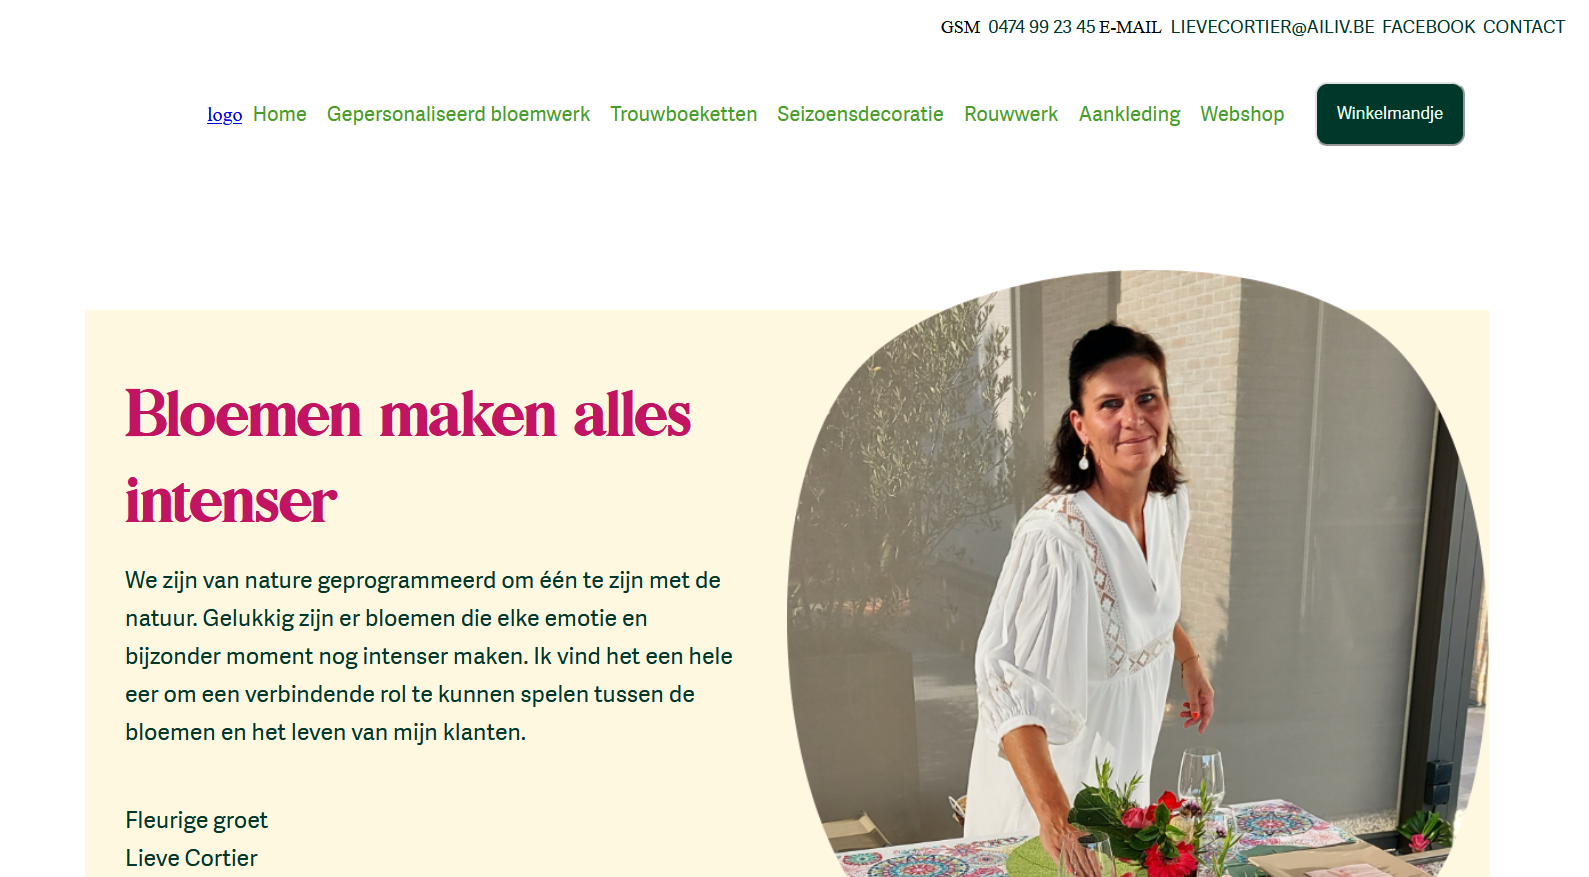 GSM 0474 99 23 45 E-MAIL LIEVECORTIER@AILIV.BE FACEBOOK CONTACT
logo Home Gepersonaliseerd bloemwerk Trouwboeketten Seizoensdecoratie Rouwwerk Aankleding Webshop Winkelmandje
Bloemen maken alles
intenser
We zijn van nature geprogrammeerd om één te zijn met de
natuur. Gelukkig zijn er bloemen die elke emotie en
bijzonder moment nog intenser maken. Ik vind het een hele
eer om een verbindende rol te kunnen spelen tussen de
bloemen en het leven van mijn klanten.
Fleurige groet
Lieve Cortier